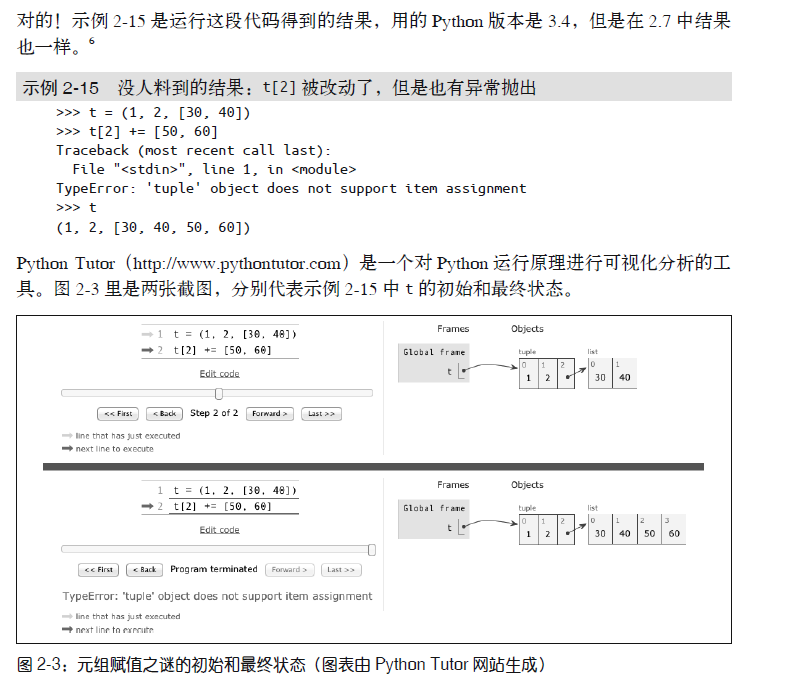 对的！示例 2-15 是运行这段代码得到的结果，用的 Python 版本是 3.4，但是在 2.7 中结果
也一样。6
示例 2-15 没人料到的结果：t[2] 被改动了，但是也有异常抛出
>>> t = (1, 2, [30, 40])
>>> t[2] += [50, 60]
Traceback (most recent call last):
File "<stdin>", line 1, in <module>
TypeError: 'tuple' object does not support item assignment
>>> t
(1, 2, [30, 40, 50, 60])
Python Tutor（http://www.pythontutor.com）是一个对 Python 运行原理进行可视化分析的工
具。图 2-3 里是两张截图，分别代表示例 2-15 中 t 的初始和最终状态。
1 t = (1, 2, [30, 40])
2 t[2] += [50, 60]
Edit code
<< First < Back Step 2 of 2 Forward > Last >>
line that has just executed
next line to execute
Frames Objects
Global frame
t
tuple
0 1 2
1 2
list
0 1
30 40
1 t = (1, 2, [30, 40])
2 t[2] += [50, 60]
Edit code
<< First < Back Program terminated Forward > Last >>
TypeError: 'tuple' object does not support item assignment
line that has just executed
next line to execute
Frames Objects
Global frame
t
tuple
0 1 2
1 2
list
0 1 2 3
30 40 50 60
图 2-3：元组赋值之谜的初始和最终状态（图表由 Python Tutor 网站生成）